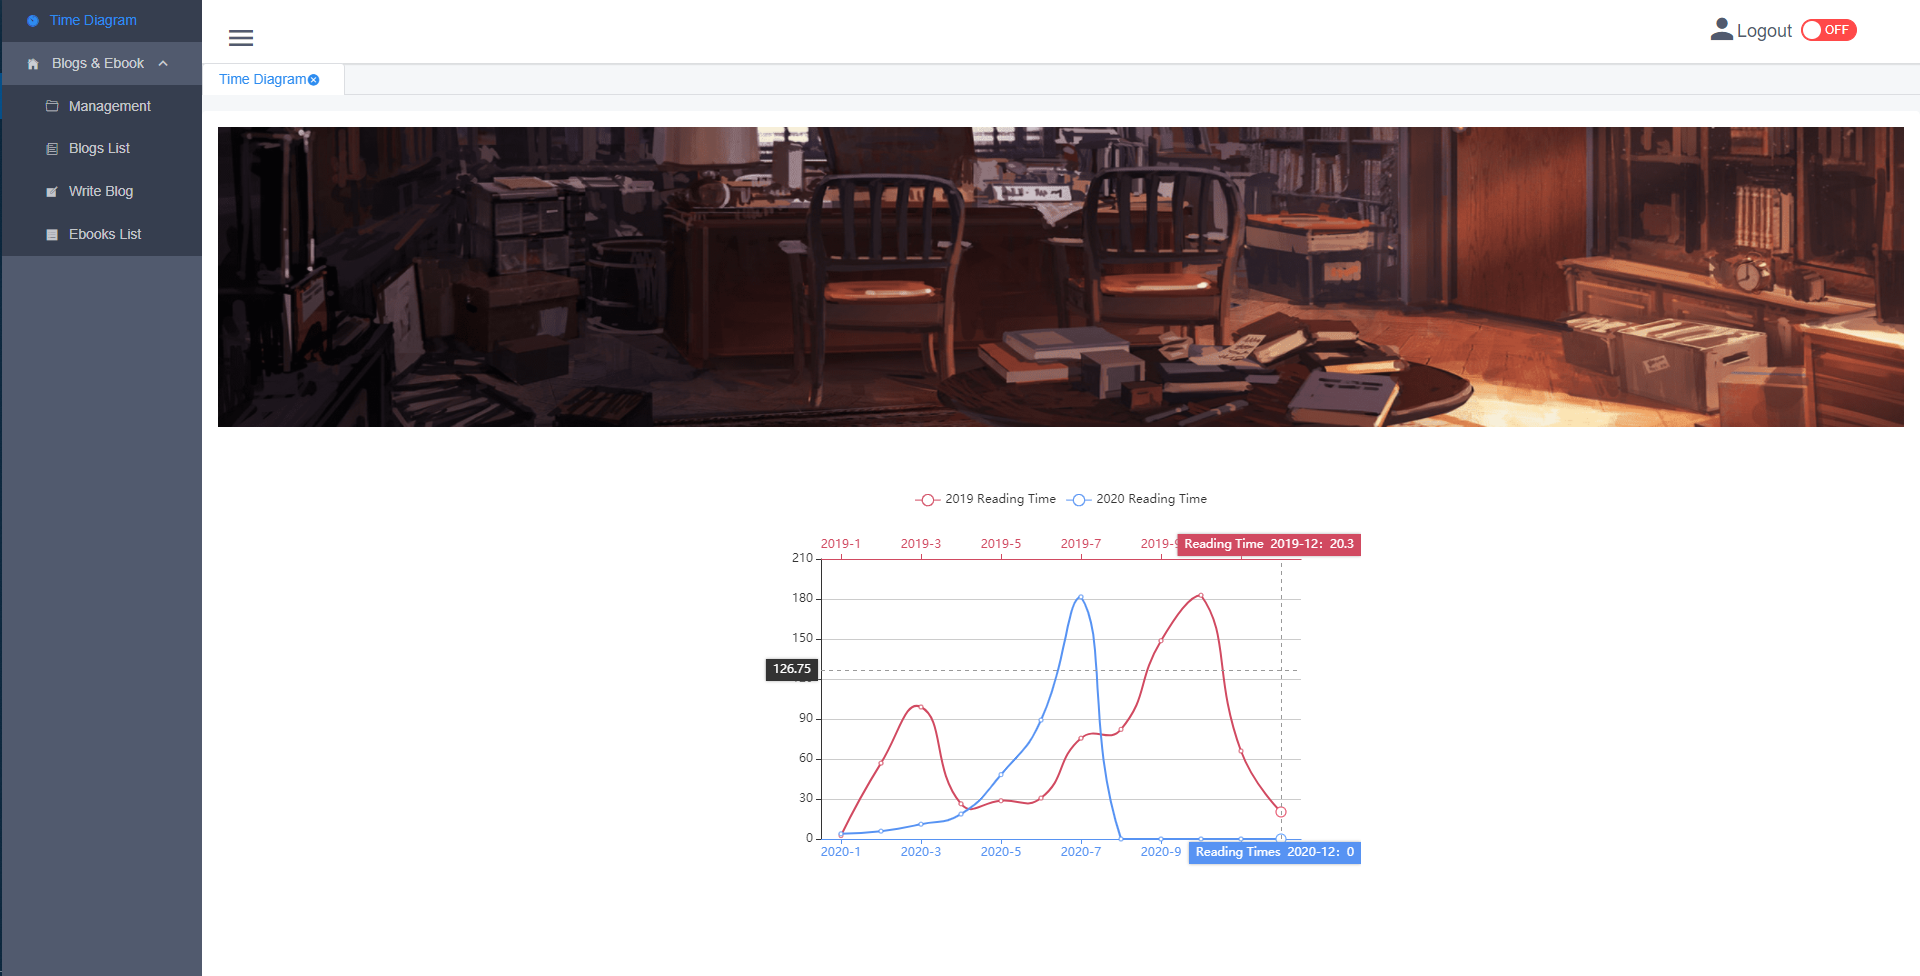 Time Diagram
Blogs & Ebook
Management
Blogs List
Write Blog
Ebooks List
Logout OFF
Time Diagram
2019 Reading Time 2020 Reading Time
2019-1 2019-3 2019-5 2019-7 2019-9 Reading Time 2019-12: 20.3
210
180
150
126.75
90
60
30
0
2020-1 2020-3 2020-5 2020-7 2020-9 Reading Times 2020-12: 0